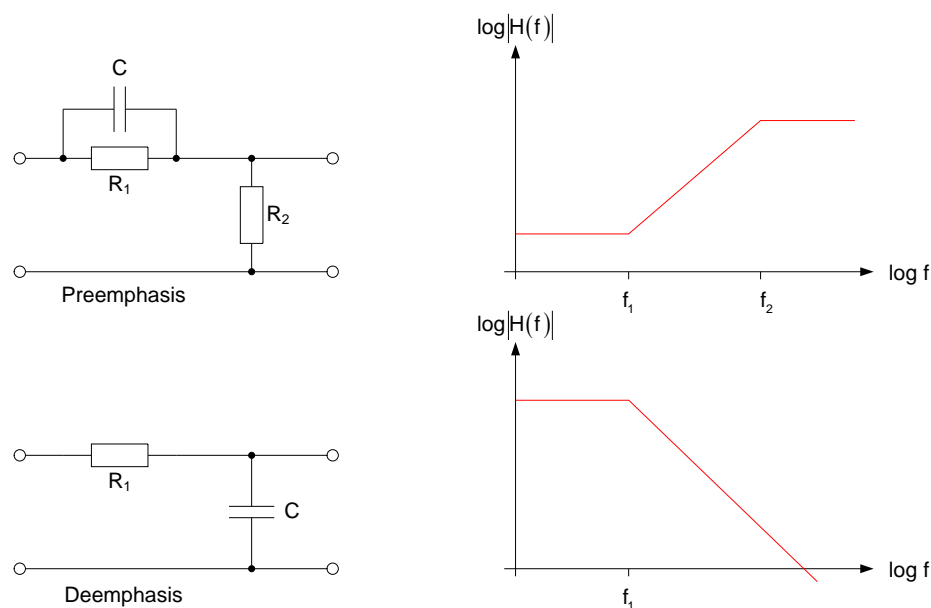 log|H(f)|
C
R₁
R₂
log f
Preemphasis
f₁
f₂
log|H(f)|
R₁
C
log f
Deemphasis
f₁